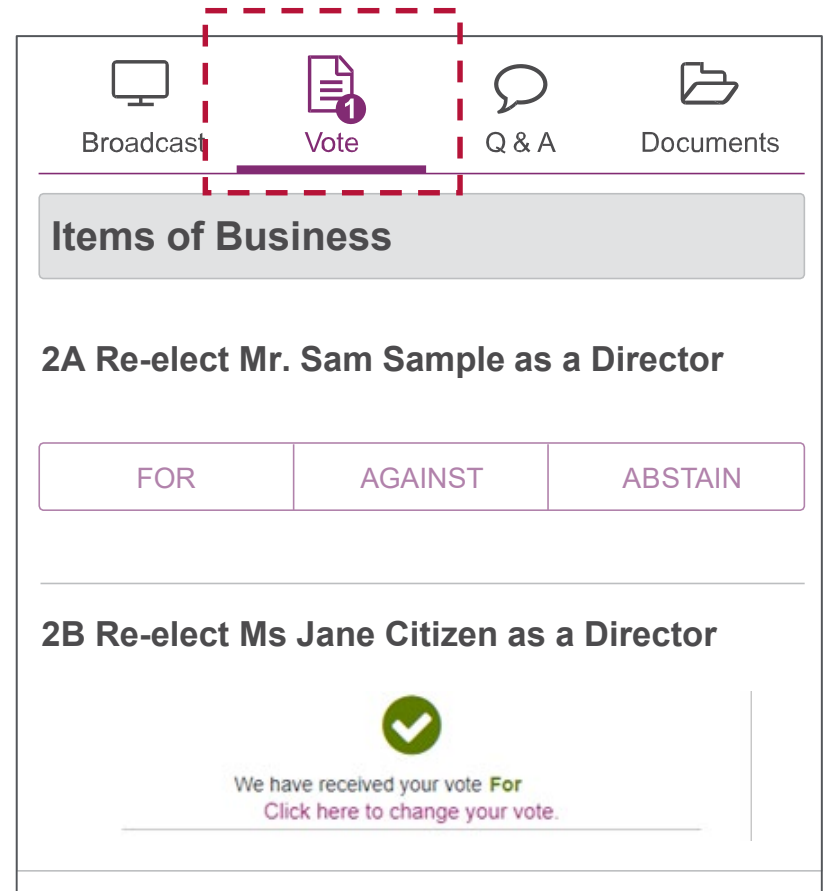 1
Broadcast Vote Q & A Documents
Items of Business
2A Re-elect Mr. Sam Sample as a Director
FOR AGAINST ABSTAIN
2B Re-elect Ms Jane Citizen as a Director
We have received your vote For
Click here to change your vote.